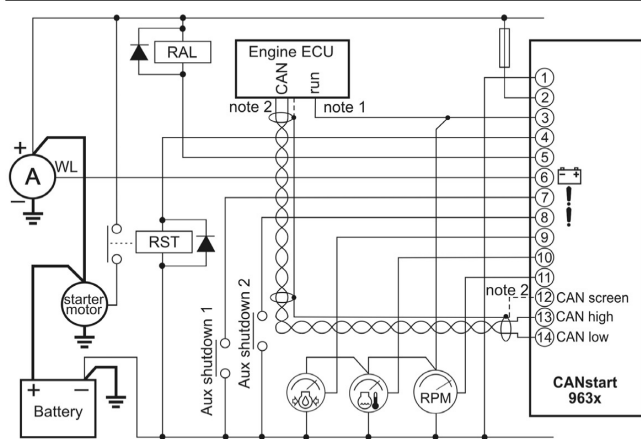 RAL
Engine ECU
CAN
run
note 2
note 1
1
2
3
4
5
6
7
8
9
10
11
12 CAN screen
13 CAN high
14 CAN low
+
A
WL
−
RST
starter
motor
Aux shutdown 1
Aux shutdown 2
note 2
RPM
+ −
Battery
CANstart
963x
- +
!
!